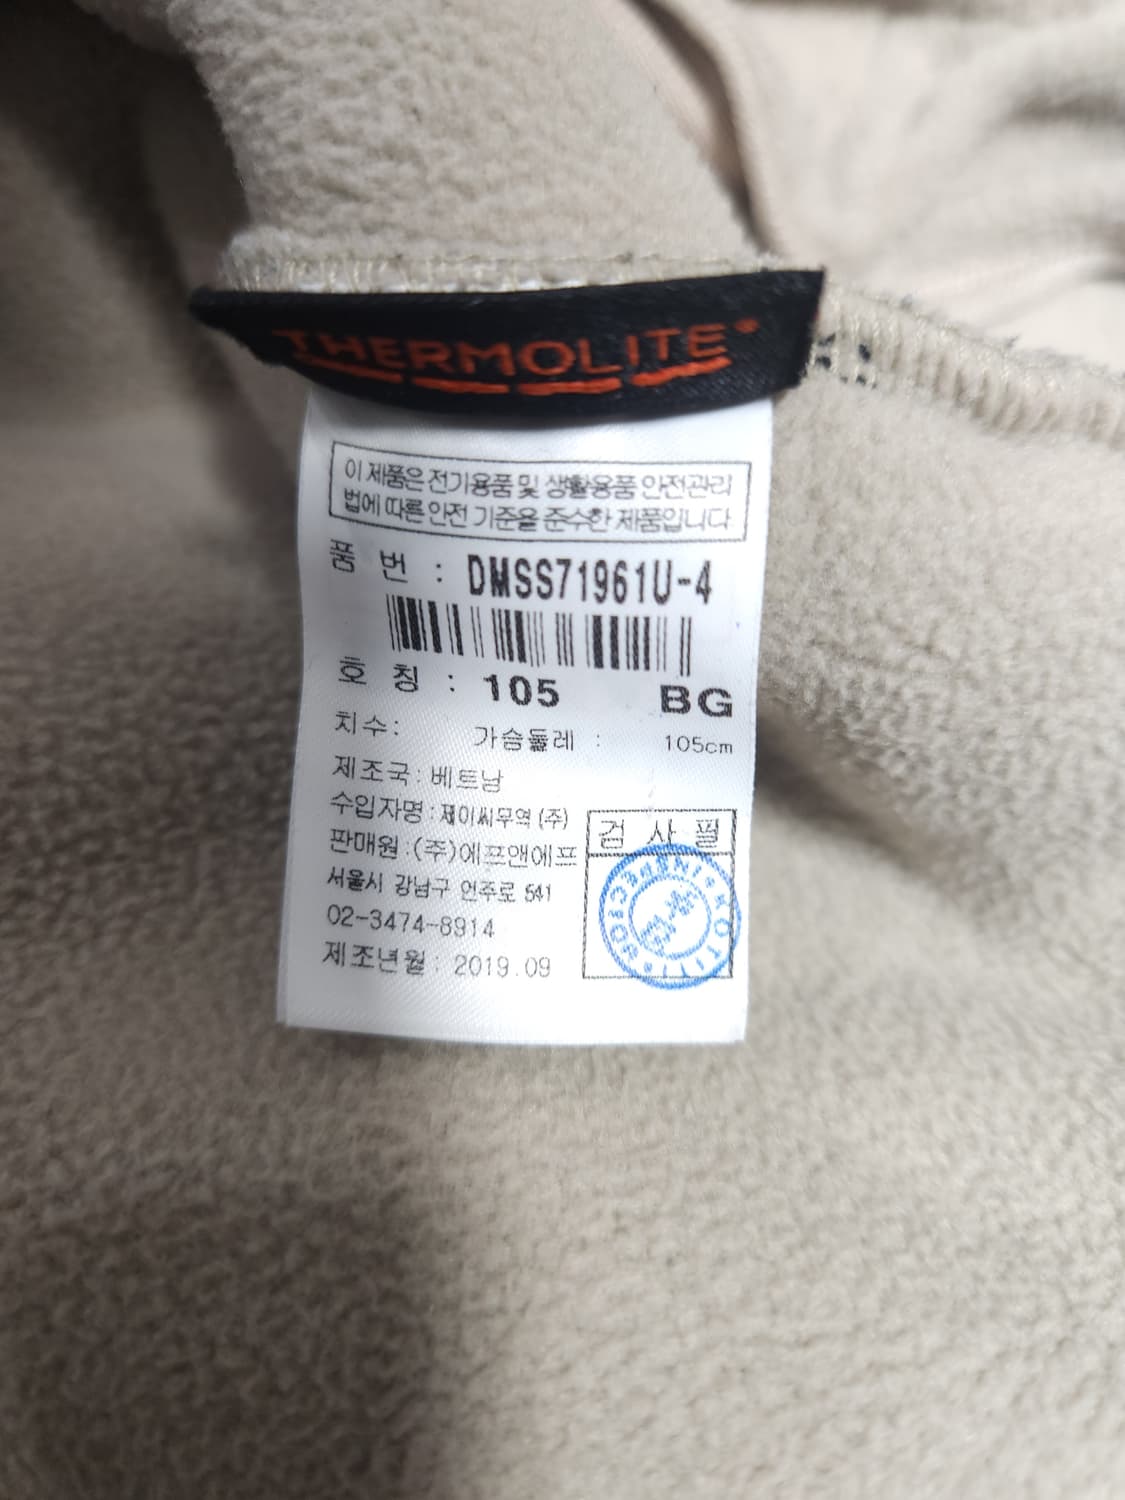 THERMOLITE®
이 제품은 전기용품 및 생활용품 안전관리
법에 따른 안전 기준을 준수한 제품입니다.
품 번 : DMSS71961U-4
호 칭 : 105 BG
치수: 가슴둘레 : 105cm
제조국 : 베트남
수입자명 : 제이씨무역 (주)
판매원 : (주)에프앤에프
서울시 강남구 언주로 541
02-3474-8914
제조년월 : 2019.09
검 사 필
KOTITI